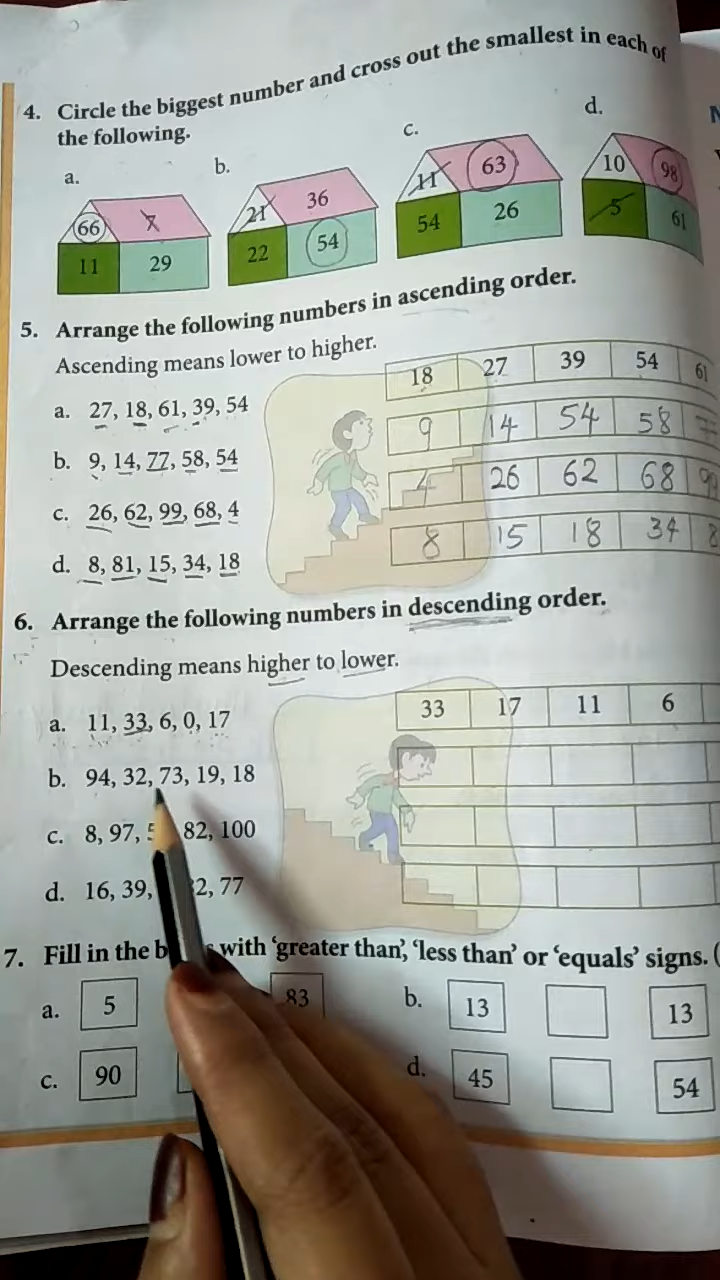 4. Circle the biggest number and cross out the smallest in each of
the following.
a. b. c. d.
66 7 11 29
21 36 22 54
11 63 54 26
10 98 5 61
5. Arrange the following numbers in ascending order.
Ascending means lower to higher.
18 27 39 54 61
a. 27, 18, 61, 39, 54
9 14 54 58
b. 9, 14, 77, 58, 54
4 26 62 68
c. 26, 62, 99, 68, 4
8 15 18 34
d. 8, 81, 15, 34, 18
6. Arrange the following numbers in descending order.
Descending means higher to lower.
33 17 11 6
a. 11, 33, 6, 0, 17
b. 94, 32, 73, 19, 18
c. 8, 97, 82, 100
d. 16, 39, 77
7. Fill in the with 'greater than', 'less than' or 'equals' signs. (
a. 5 83 b. 13 13
c. 90 d. 45 54